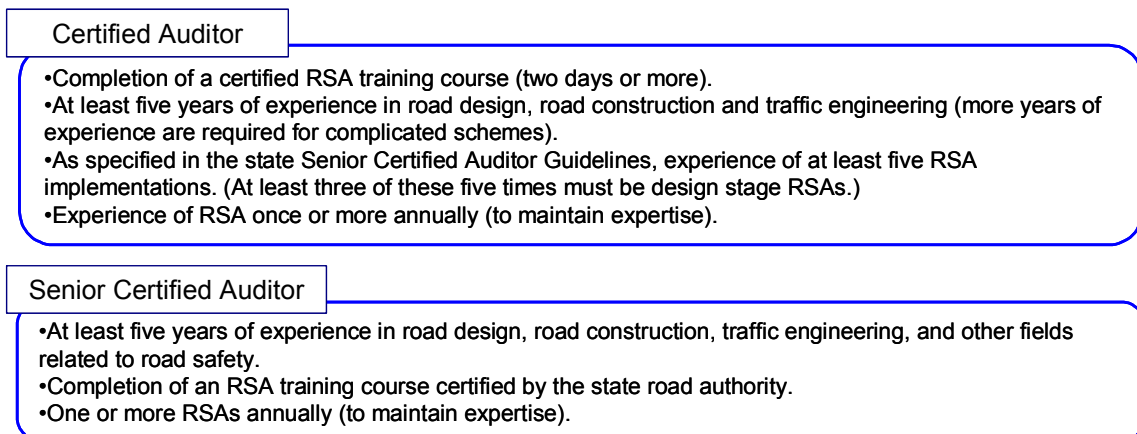 Certified Auditor
•Completion of a certified RSA training course (two days or more).
•At least five years of experience in road design, road construction and traffic engineering (more years of
experience are required for complicated schemes).
•As specified in the state Senior Certified Auditor Guidelines, experience of at least five RSA
implementations. (At least three of these five times must be design stage RSAs.)
•Experience of RSA once or more annually (to maintain expertise).
Senior Certified Auditor
•At least five years of experience in road design, road construction, traffic engineering, and other fields
related to road safety.
•Completion of an RSA training course certified by the state road authority.
•One or more RSAs annually (to maintain expertise).